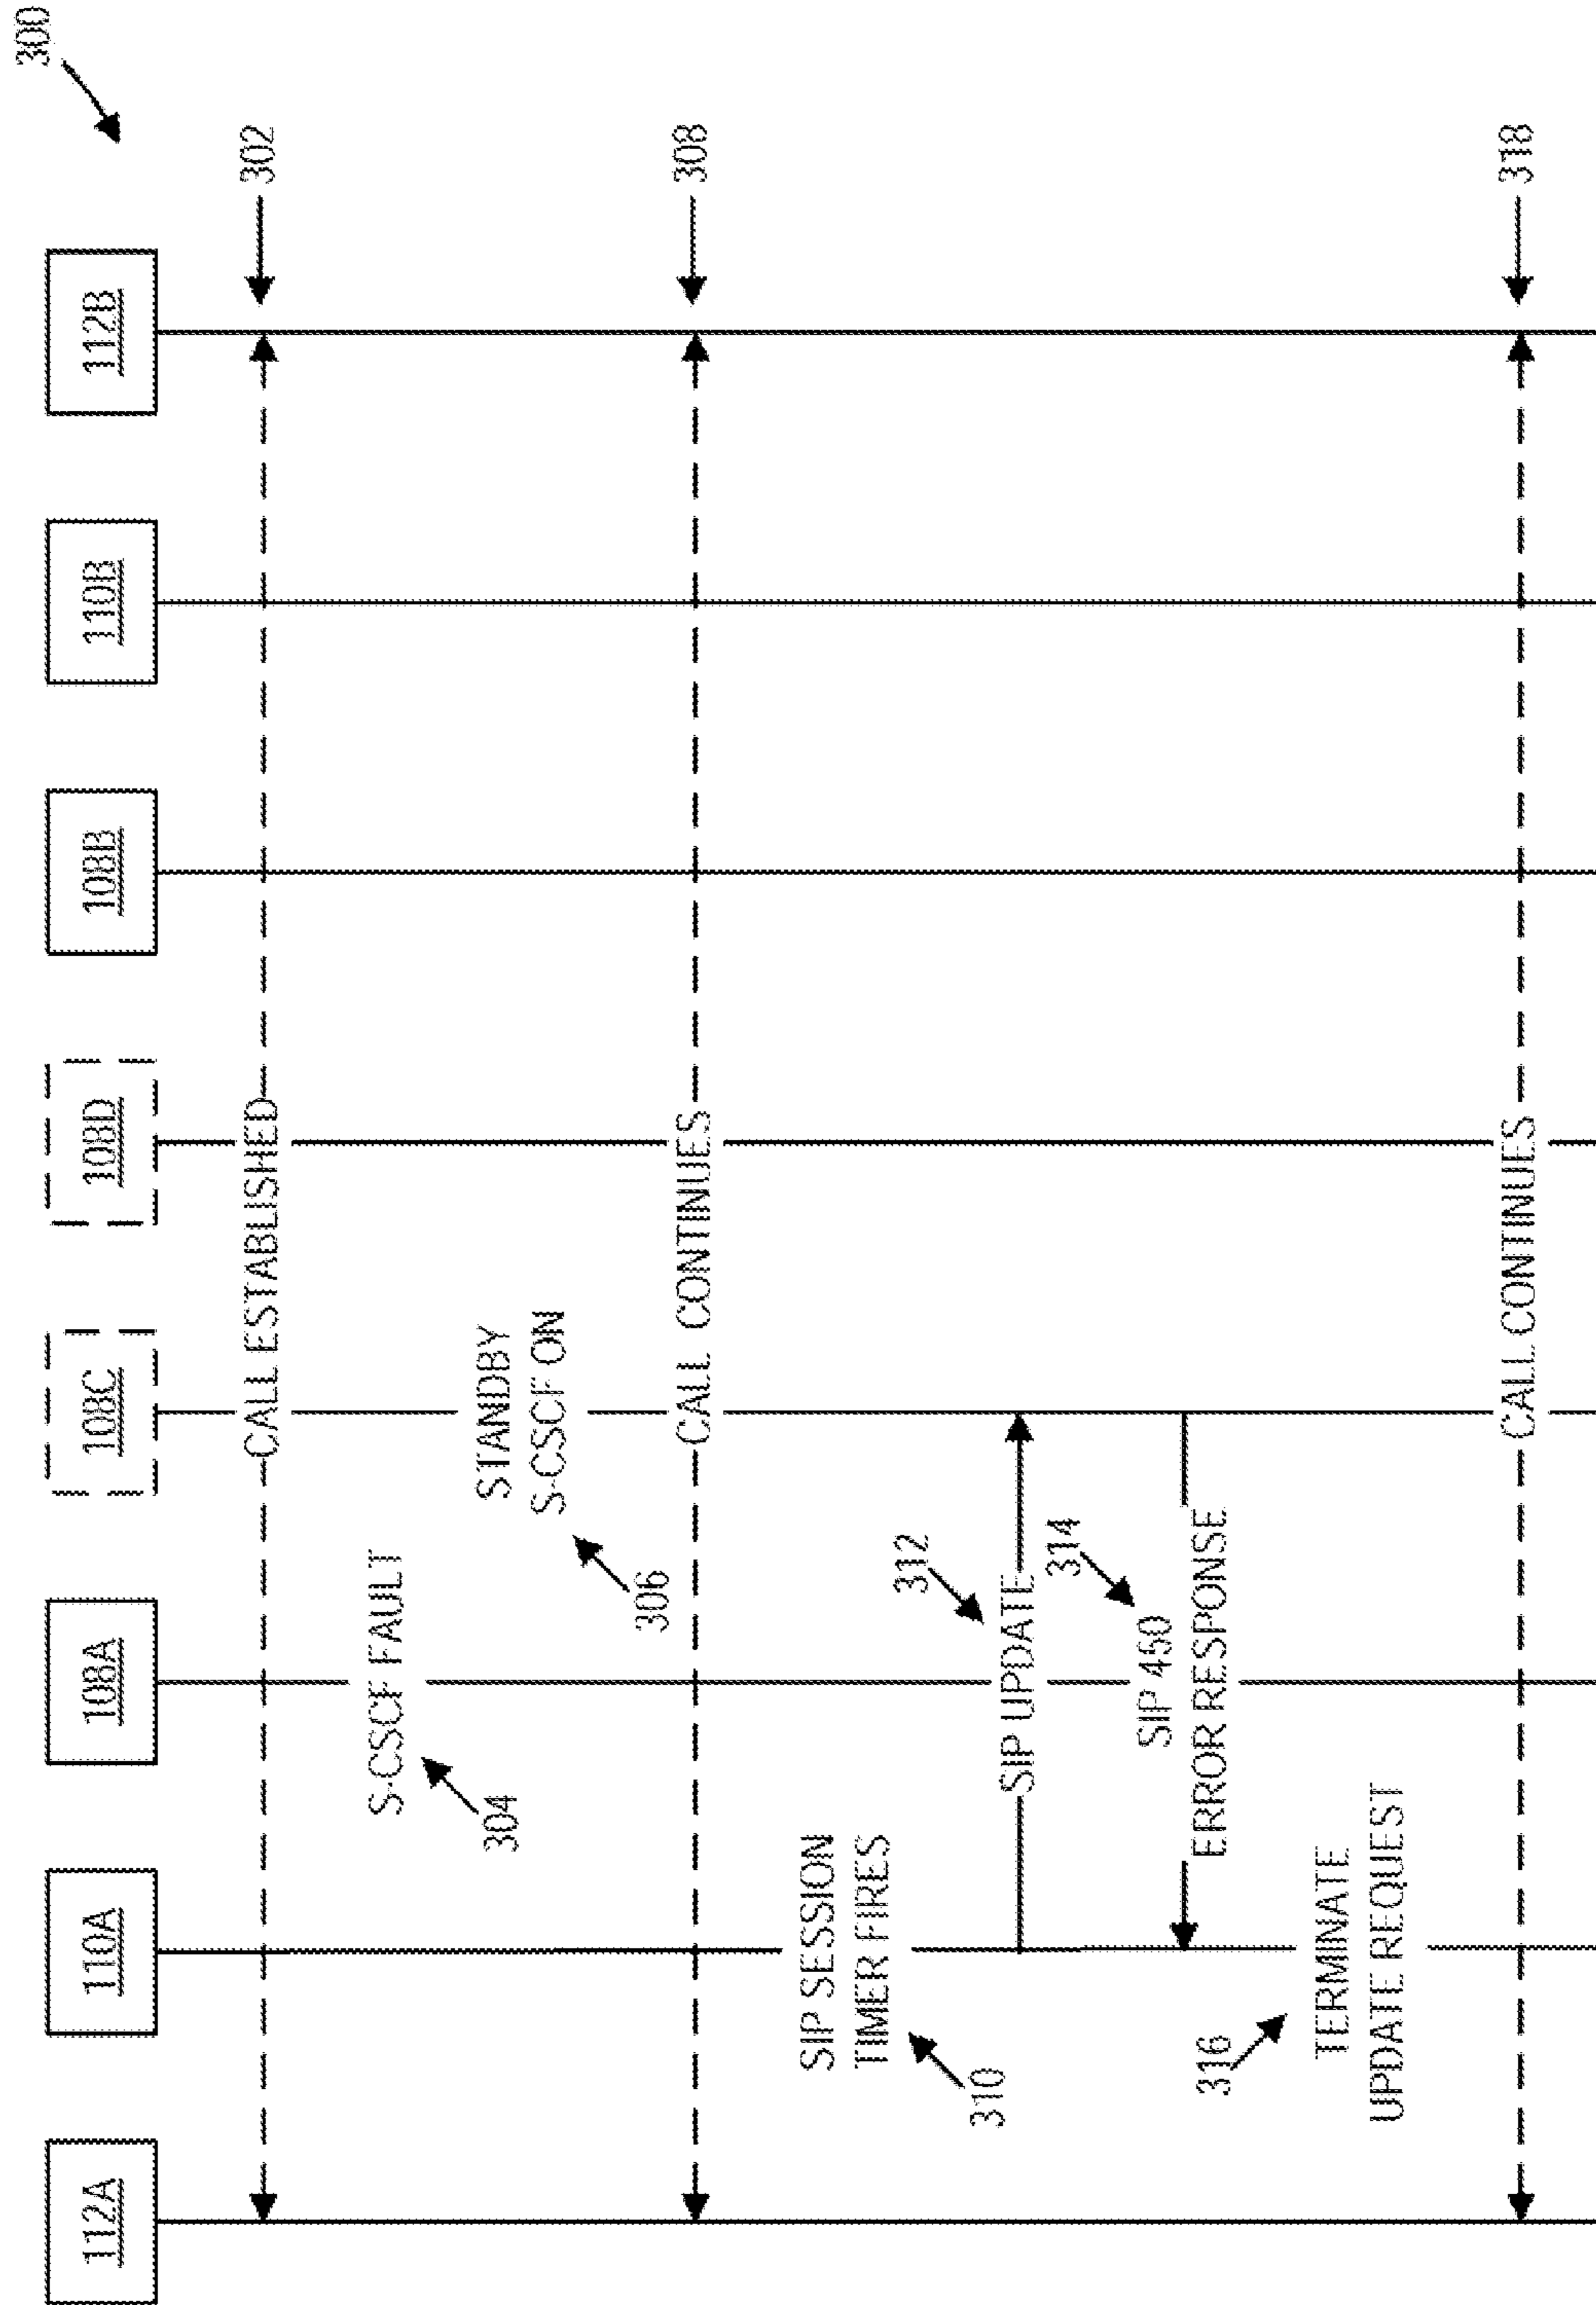 300
112A
110A
108A
108C
108D
108B
110B
112B
CALL ESTABLISHED
302
S-CSCF FAULT
304
STANDBY
S-CSCF ON
306
CALL CONTINUES
308
SIP SESSION
TIMER FIRES
310
312
SIP UPDATE
314
SIP 450
ERROR RESPONSE
316
TERMINATE
UPDATE REQUEST
CALL CONTINUES
318